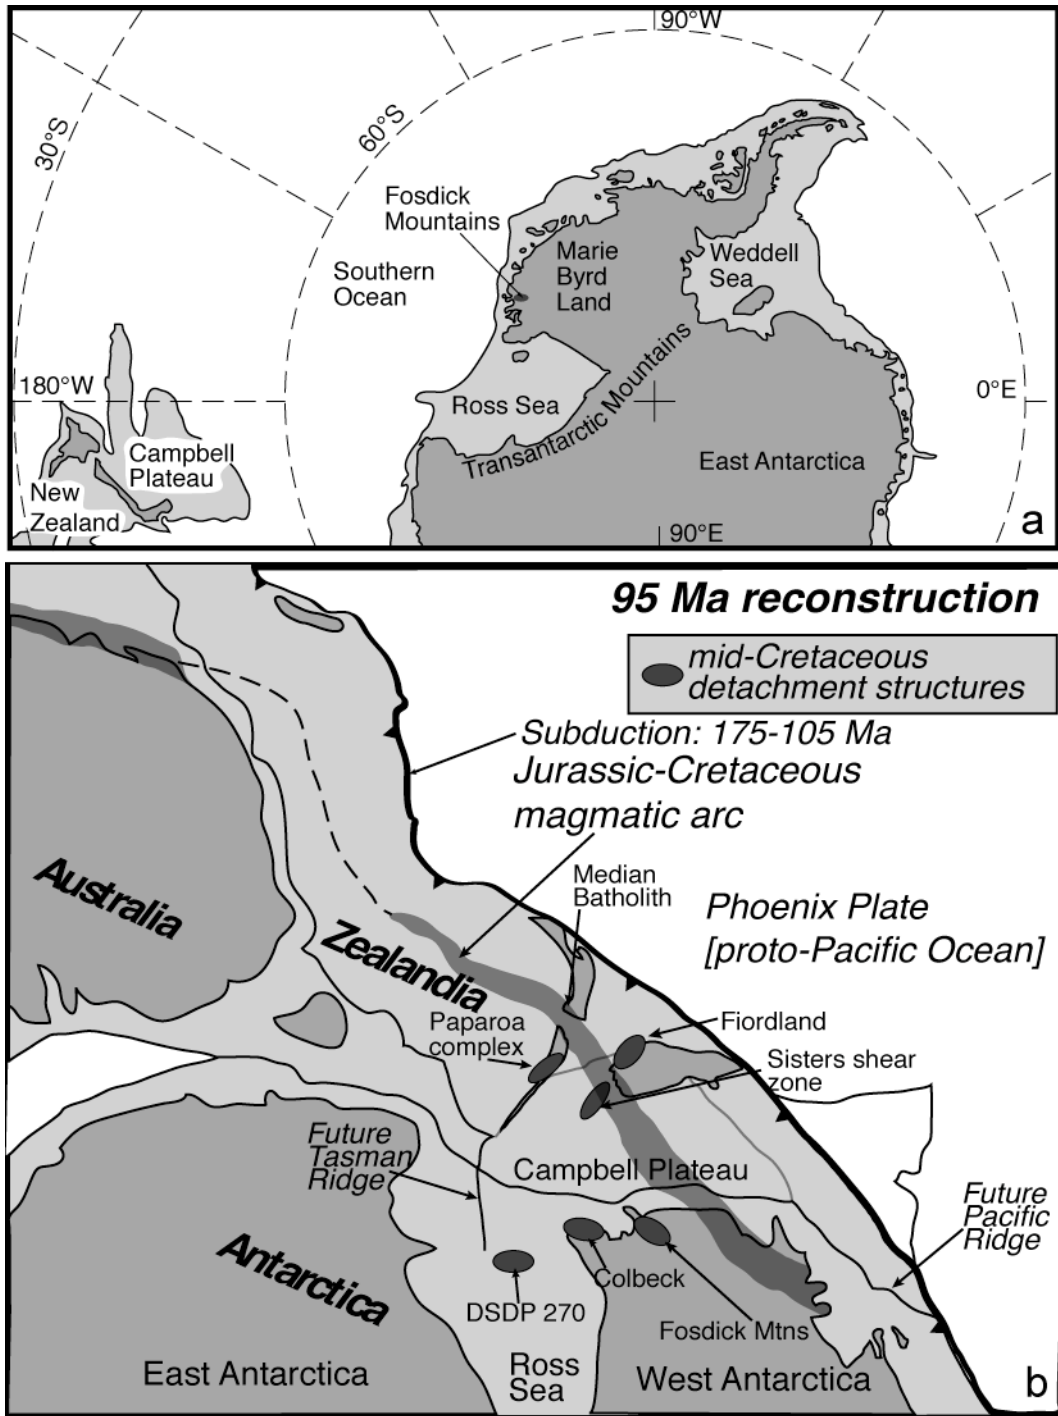 90°W
30°S
60°S
Fosdick
Mountains
Southern
Ocean
Marie
Byrd
Land
Weddell
Sea
180°W
0°E
Ross Sea
Transantarctic Mountains
Campbell
Plateau
East Antarctica
New
Zealand
90°E
a
95 Ma reconstruction
mid-Cretaceous
detachment structures
Subduction: 175-105 Ma
Jurassic-Cretaceous
magmatic arc
Median
Batholith
Australia
Phoenix Plate
[proto-Pacific Ocean]
Zealandia
Paparoa
complex
Fiordland
Sisters shear
zone
Future
Tasman
Ridge
Campbell Plateau
Future
Pacific
Ridge
Antarctica
Colbeck
DSDP 270
Fosdick Mtns
East Antarctica
Ross
Sea
West Antarctica
b